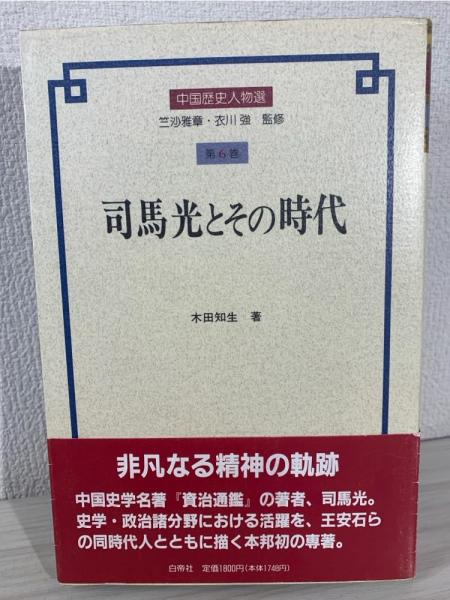 中国歴史人物選
竺沙雅章・衣川強 監修
第6巻
司馬光とその時代
木田知生 著
非凡なる精神の軌跡
中国史学名著『資治通鑑』の著者、司馬光。
史学・政治諸分野における活躍を、王安石ら
の同時代人とともに描く本邦初の専著。
白帝社 定価1800円(本体1748円)